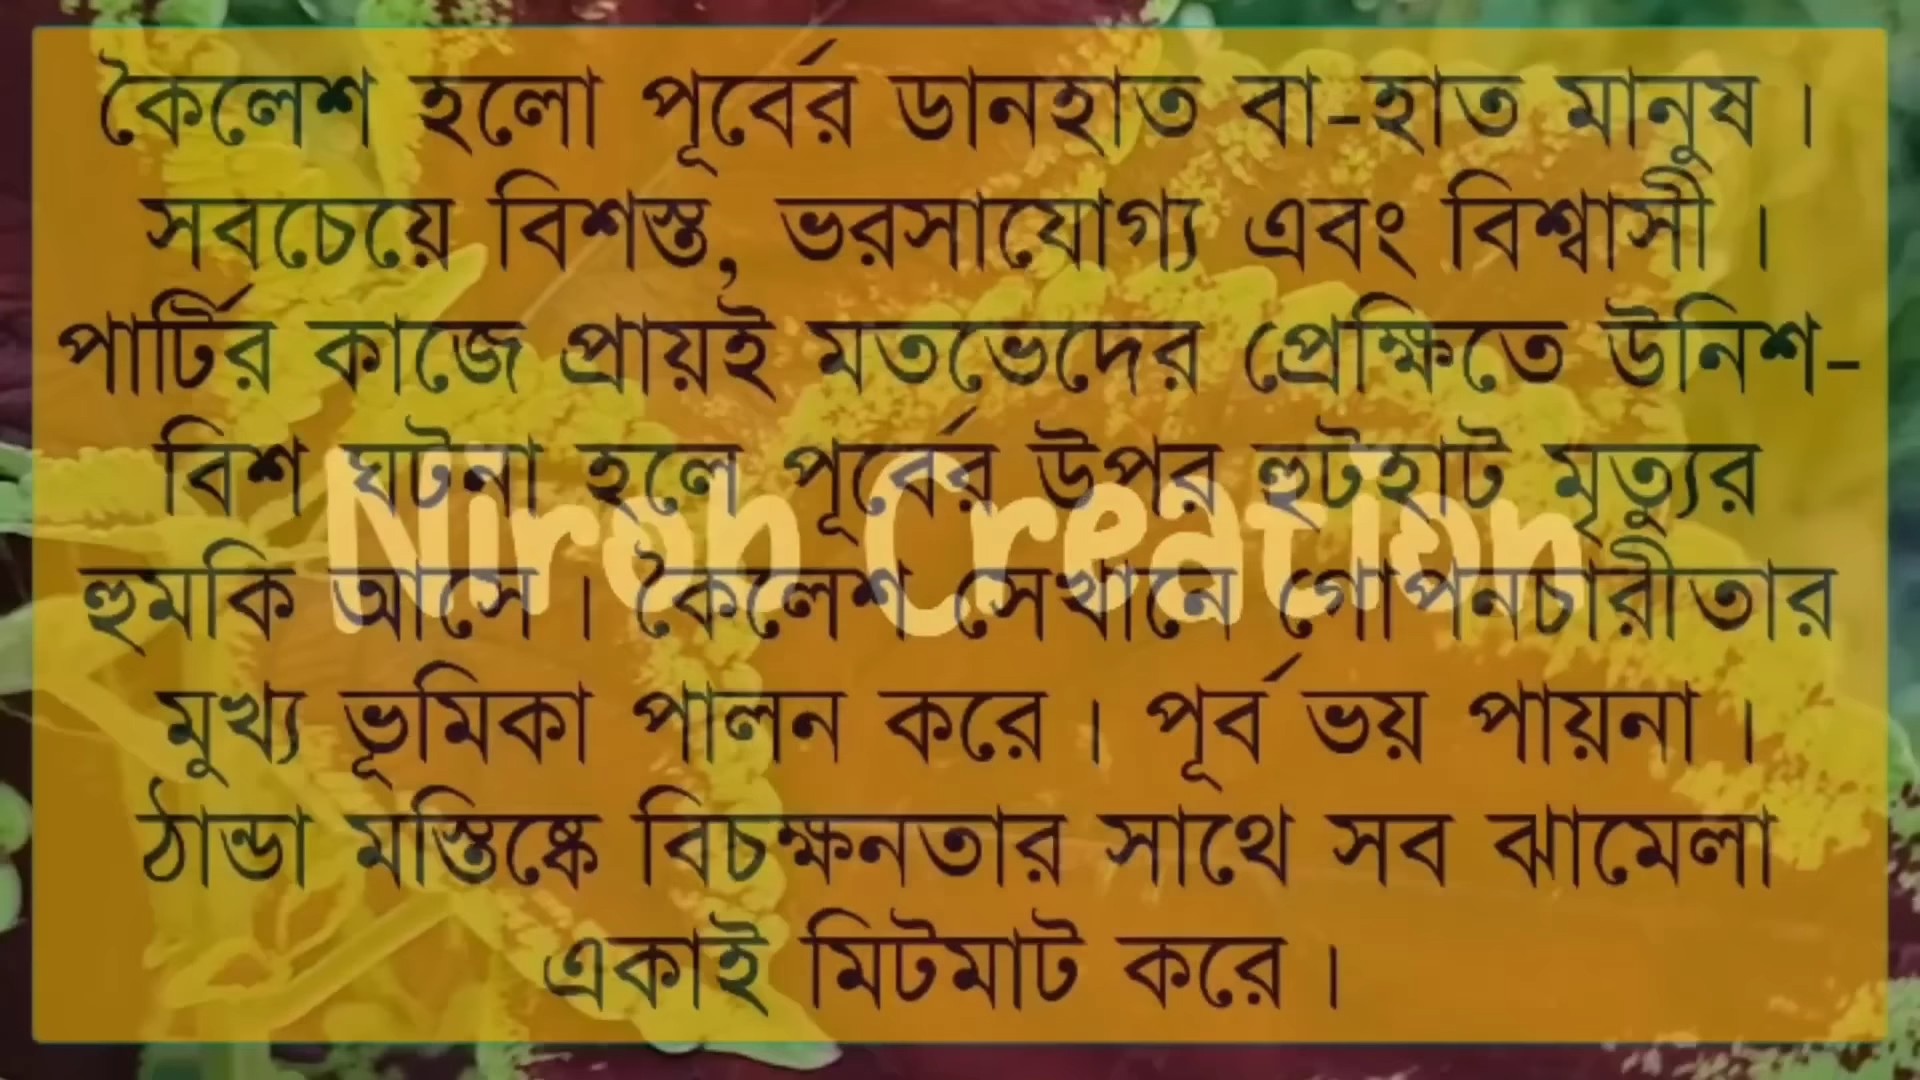 কৈলেশ হলো পূর্বের ডানহাত বা-হাত মানুষ ।
সবচেয়ে বিশস্ত, ভরসাযোগ্য এবং বিশ্বাসী ।
পার্টির কাজে প্রায়ই মতভেদের প্রেক্ষিতে উনিশ-
বিশ ঘটনা হলে পূর্বের উপর হুটহাট মৃত্যুর
হুমকি আসে । কৈলেশ সেখানে গোপনচারীতার
মুখ্য ভূমিকা পালন করে । পূর্ব ভয় পায়না ।
ঠান্ডা মস্তিষ্কে বিচক্ষনতার সাথে সব ঝামেলা
একাই মিটমাট করে ।
Niron Creation